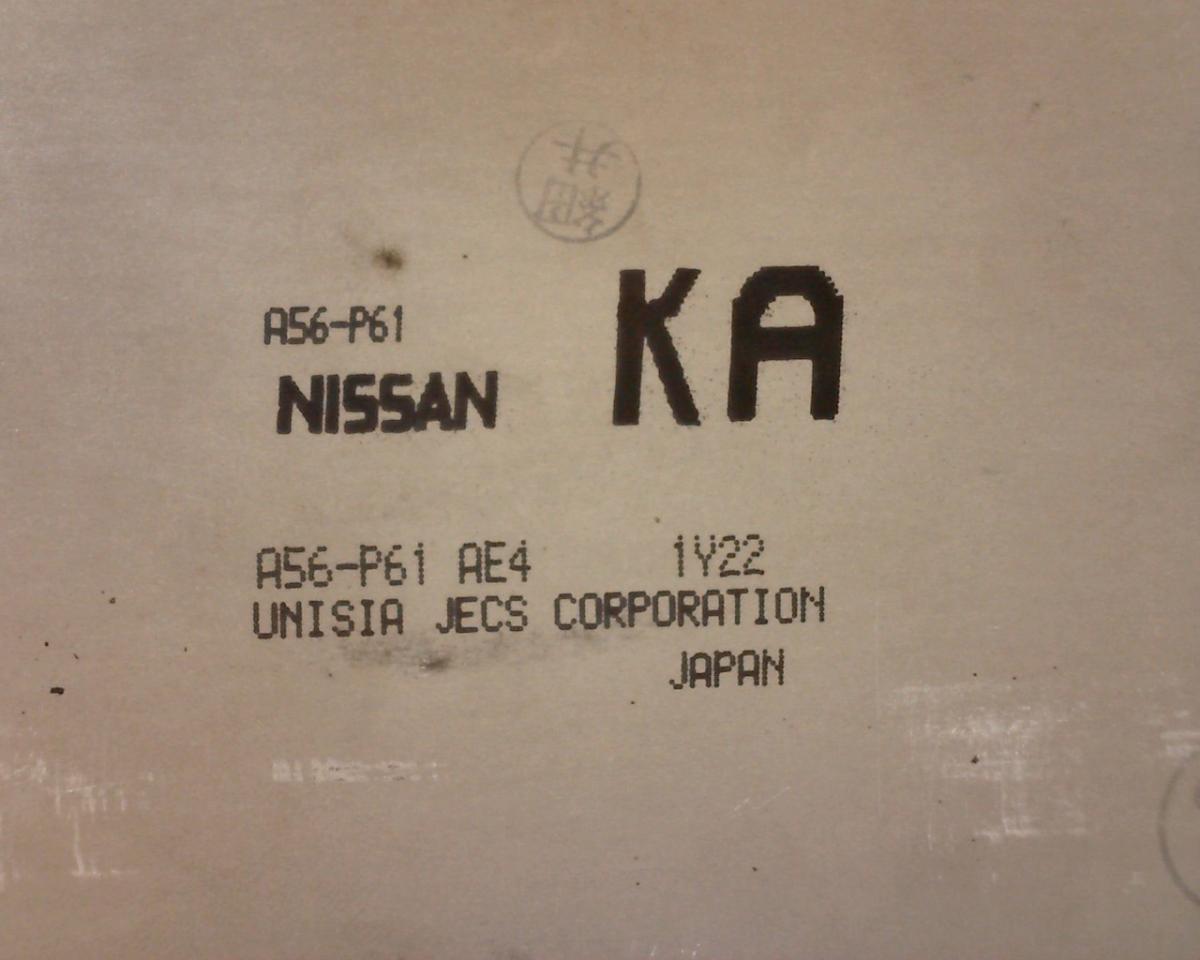 A56-P61
NISSAN
KA
A56-P61 AE4 1Y22
UNISIA JECS CORPORATION
JAPAN